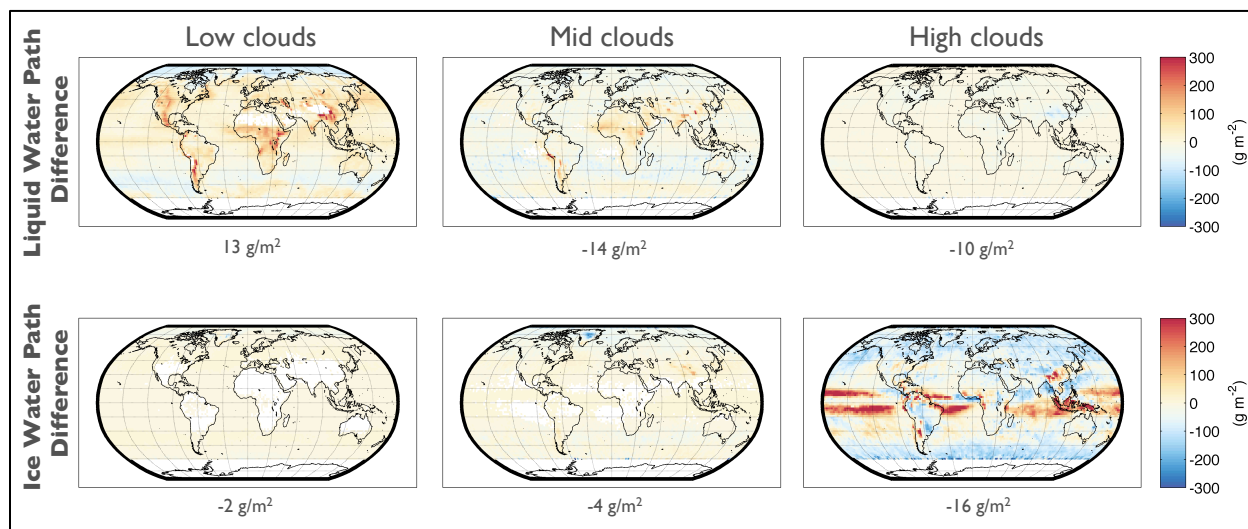 Low clouds
Mid clouds
High clouds
Liquid Water Path
Difference
300
200
100
0
-100
-200
-300
(g m⁻²)
13 g/m²
-14 g/m²
-10 g/m²
Ice Water Path
Difference
300
200
100
0
-100
-200
-300
(g m⁻²)
-2 g/m²
-4 g/m²
-16 g/m²